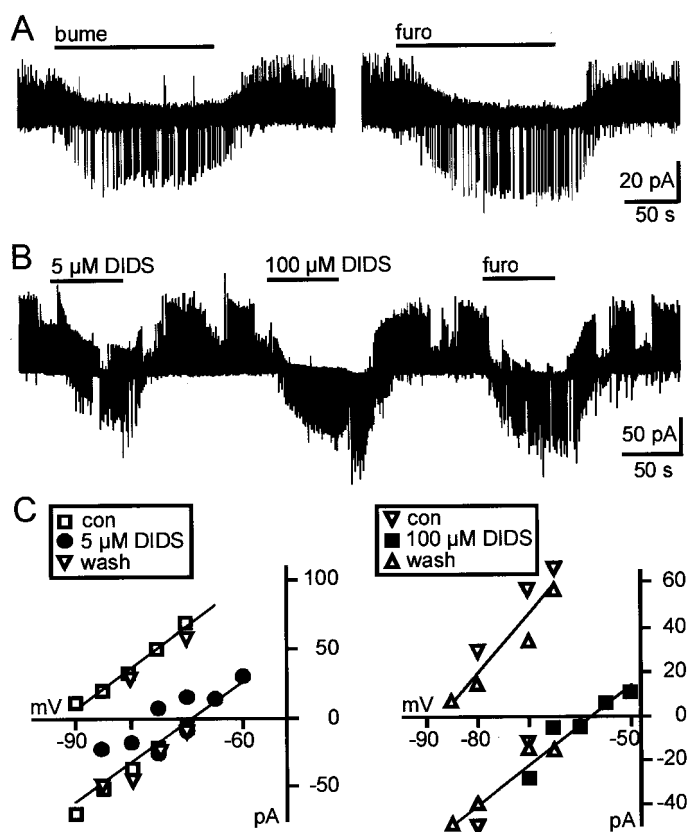 A
bume
furo
20 pA
50 s
B
5 µM DIDS
100 µM DIDS
furo
50 pA
50 s
C
□ con
● 5 µM DIDS
▽ wash
100
50
mV
0
-90
-60
-50
pA
▽ con
■ 100 µM DIDS
△ wash
60
40
20
mV
0
-90
-80
-70
-50
-20
-40
pA